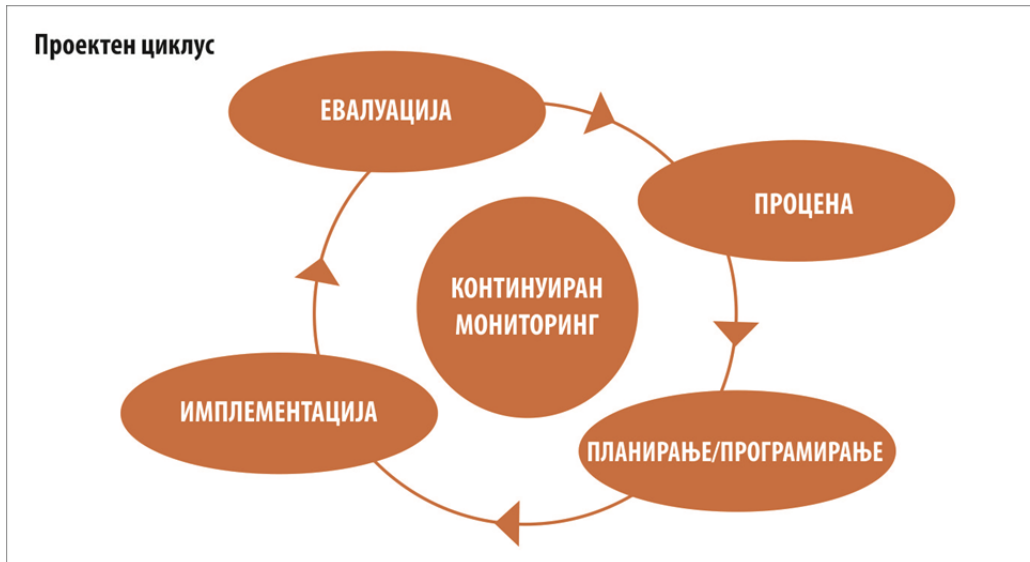 Проектен циклус
ЕВАЛУАЦИЈА
ПРОЦЕНА
КОНТИНУИРАН
МОНИТОРИНГ
ИМПЛЕМЕНТАЦИЈА
ПЛАНИРАЊЕ/ПРОГРАМИРАЊЕ